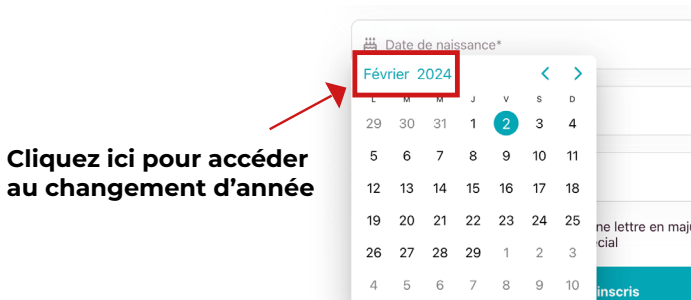 Date de naissance*
Février 2024
L M M J V S D
29 30 31 1 2 3 4
5 6 7 8 9 10 11
12 13 14 15 16 17 18
19 20 21 22 23 24 25
26 27 28 29 1 2 3
4 5 6 7 8 9 10
Cliquez ici pour accéder
au changement d'année
ne lettre en maju
cial
inscris